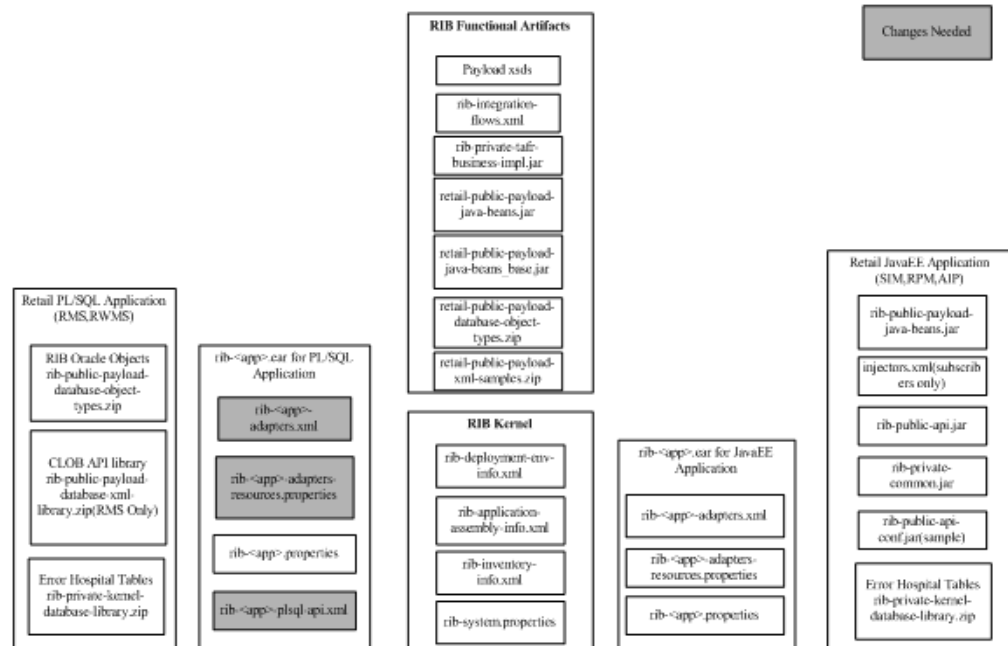 RIB Functional Artifacts
Payload xsds
rib-integration-
flows.xml
rib-private-tafr-
business-impl.jar
retail-public-payload-
java-beans.jar
retail-public-payload-
java-beans_base.jar
retail-public-payload-
database-object-
types.zip
retail-public-payload-
xml-samples.zip
Changes Needed
Retail PL/SQL Application
(RMS,RWMS)
RIB Oracle Objects
rib-public-payload-
database-object-
types.zip
CLOB API library
rib-public-payload-
database-xml-
library.zip(RMS Only)
Error Hospital Tables
rib-private-kernel-
database-library.zip
rib-<app>.ear for PL/SQL
Application
rib-<app>-
adapters.xml
rib-<app>-adapters-
resources.properties
rib-<app>.properties
rib-<app>-plsql-api.xml
RIB Kernel
rib-deployment-env-
info.xml
rib-application-
assembly-info.xml
rib-inventory-
info.xml
rib-system.properties
rib-<app>.ear for JavaEE
Application
rib-<app>-adapters.xml
rib-<app>-adapters-
resources.properties
rib-<app>.properties
Retail JavaEE Application
(SIM,RPM,AIP)
rib-public-payload-
java-beans.jar
injectors.xml(subscrib
ers only)
rib-public-api.jar
rib-private-
common.jar
rib-public-api-
conf.jar(sample)
Error Hospital Tables
rib-private-kernel-
database-library.zip